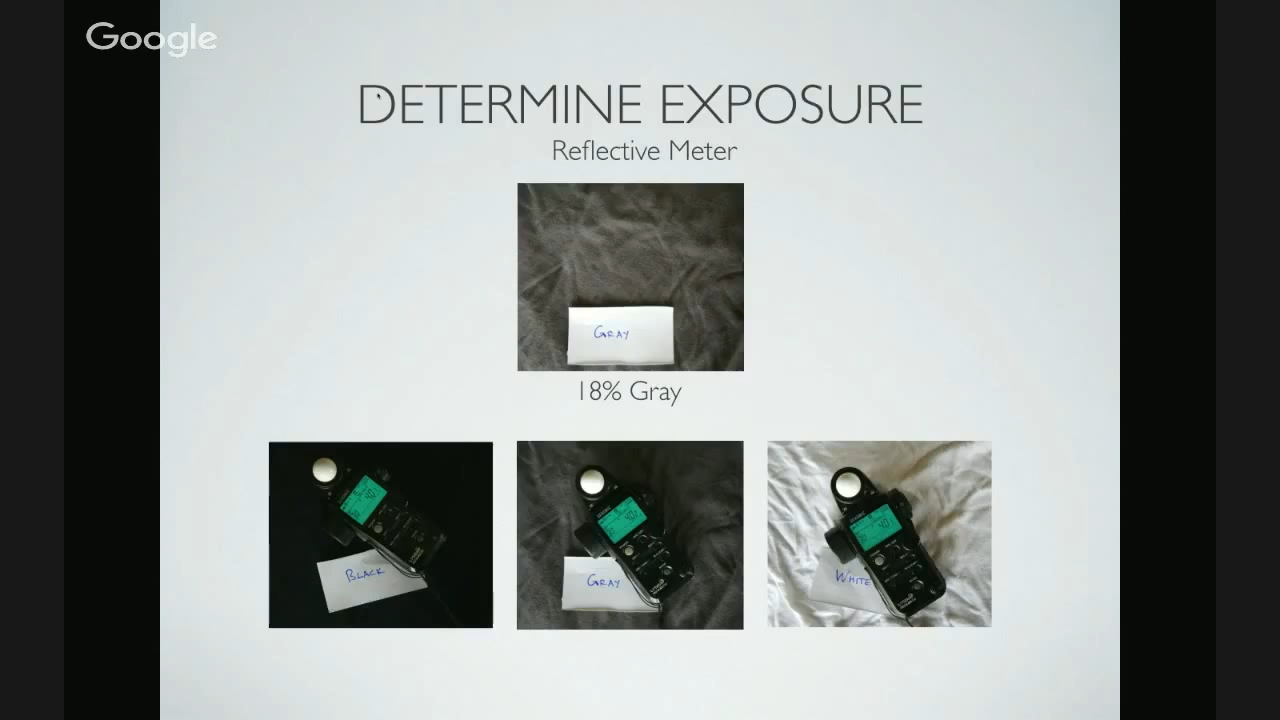 Google
DETERMINE EXPOSURE
Reflective Meter
GRAY
18% Gray
BLACK
GRAY
WHITE